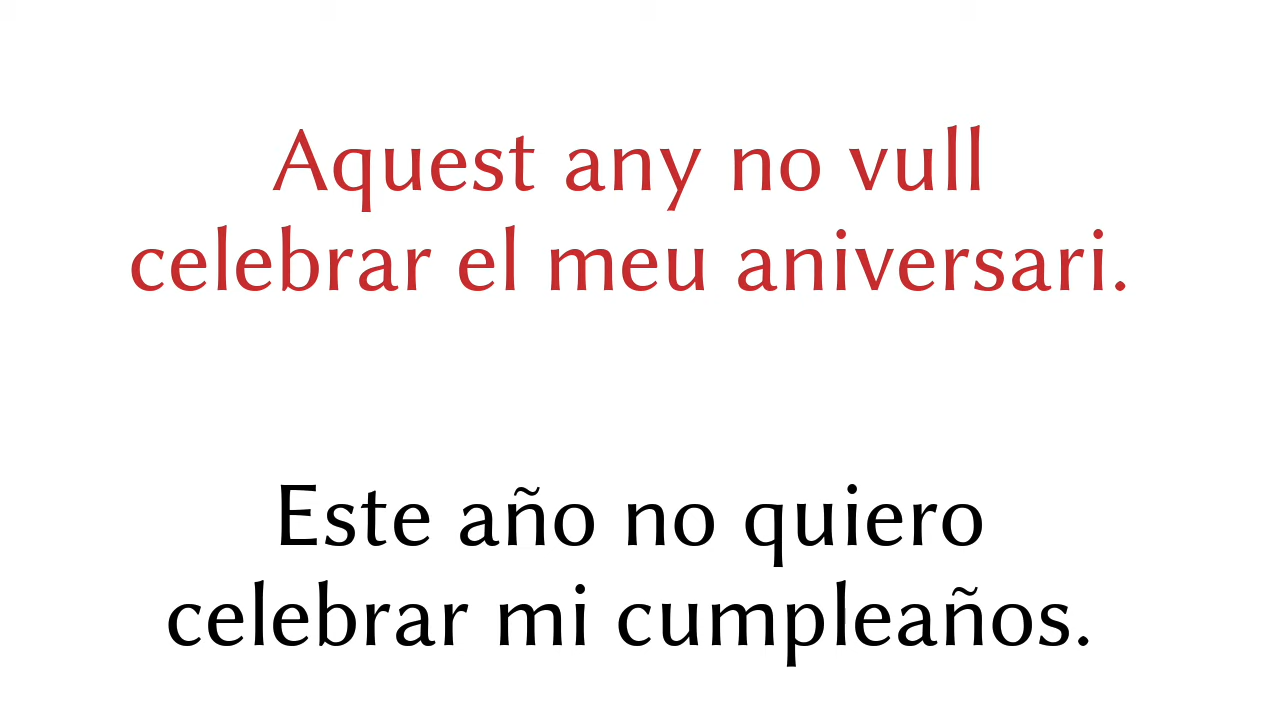 Aquest any no vull
celebrar el meu aniversari.
Este año no quiero
celebrar mi cumpleaños.